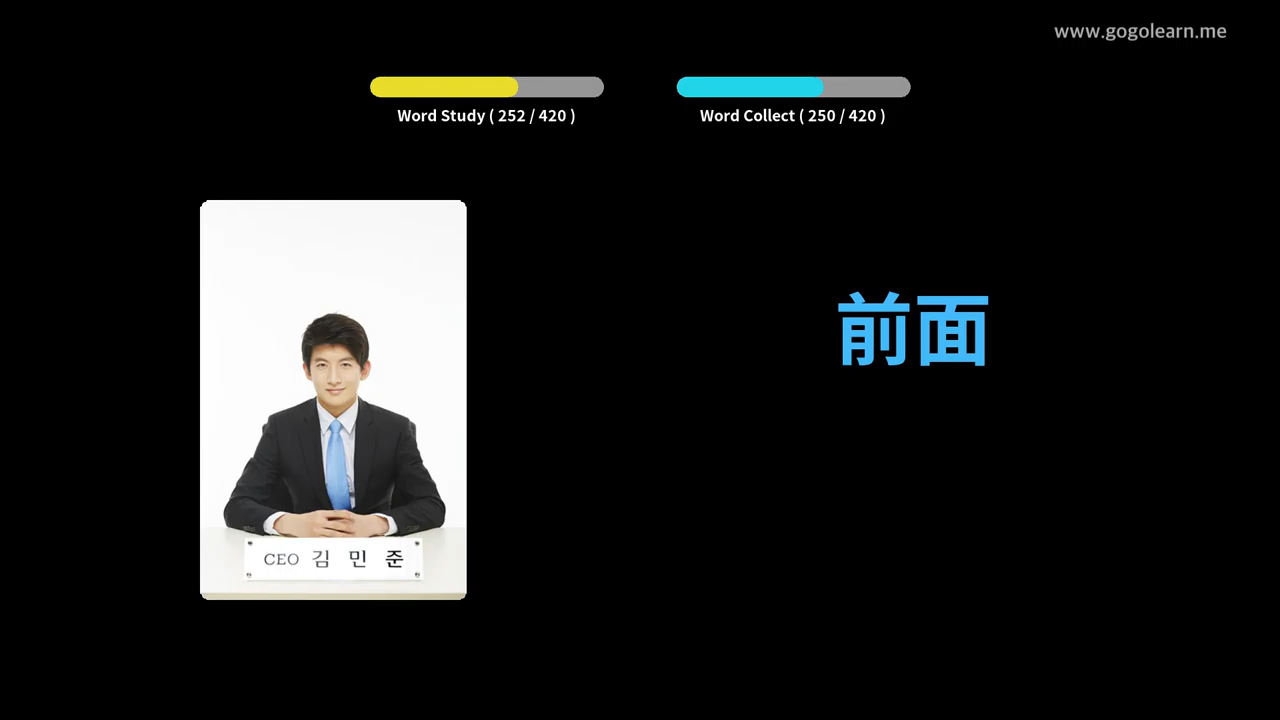 www.gogolearn.me
Word Study ( 252 / 420 )
Word Collect ( 250 / 420 )
前面
CEO 김 민 준